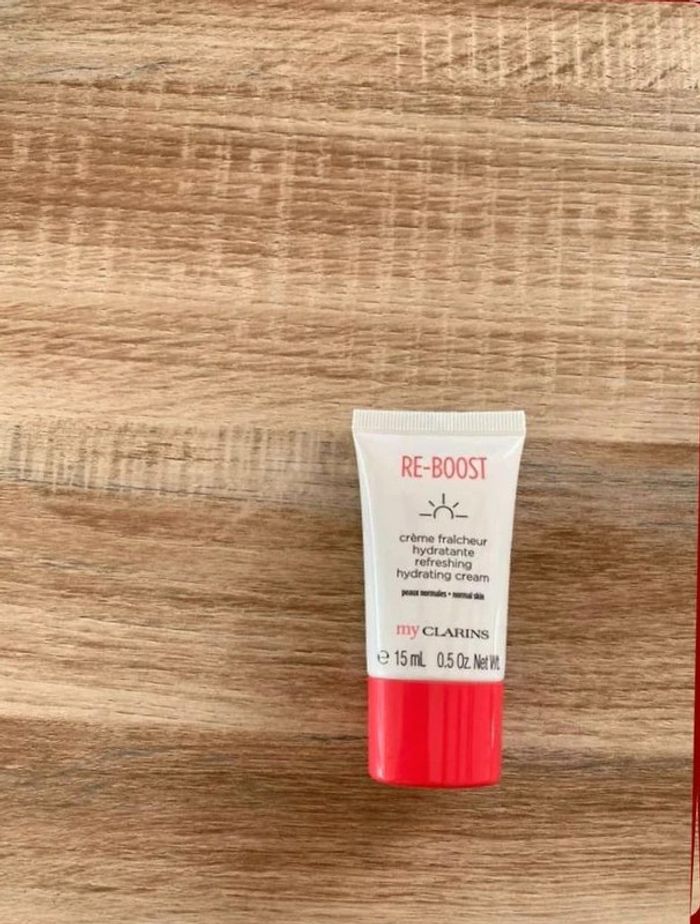 RE-BOOST
crème fraîcheur
hydratante
refreshing
hydrating cream
peaux normales • normal skin
my CLARINS
e 15 mL 0.5 Oz. Net Wt.